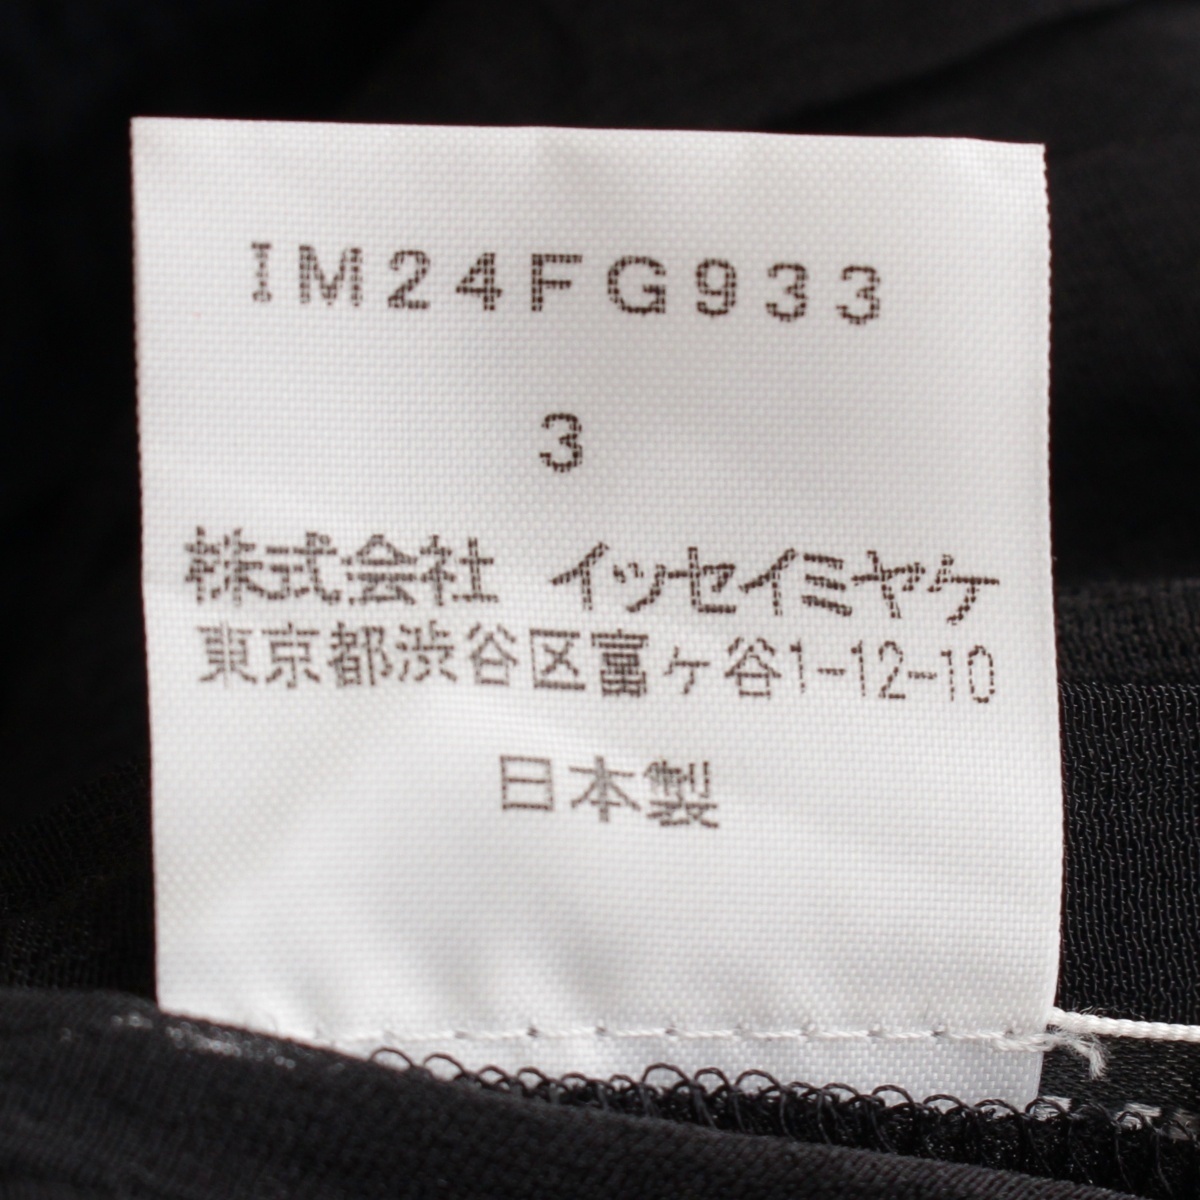 IM24FG933
3
株式会社 イッセイミヤケ
東京都渋谷区富ヶ谷1-12-10
日本製